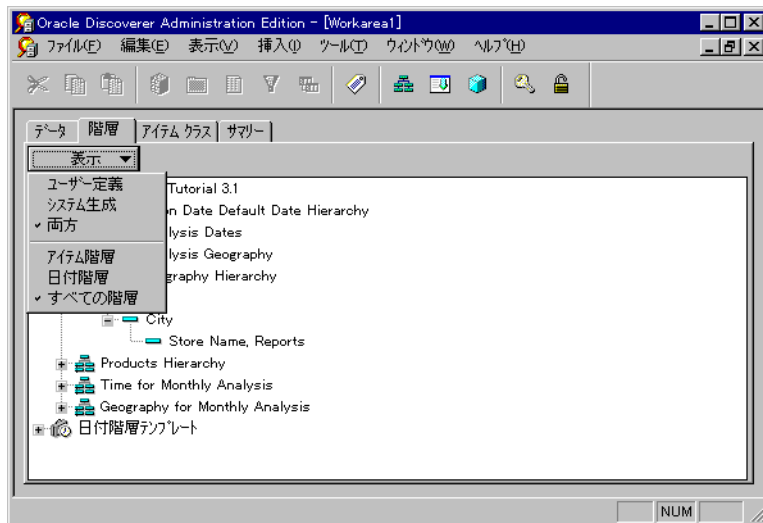 Oracle Discoverer Administration Edition - [Workarea1]
ファイル(F) 編集(E) 表示(V) 挿入(I) ツール(T) ウィンドウ(W) ヘルプ(H)
データ 階層 アイテム クラス サマリー
表示
ユーザー定義
システム生成
両方
アイテム階層
日付階層
すべての階層
Tutorial 3.1
n Date Default Date Hierarchy
lysis Dates
lysis Geography
graphy Hierarchy
City
Store Name, Reports
Products Hierarchy
Time for Monthly Analysis
Geography for Monthly Analysis
日付階層テンプレート
NUM